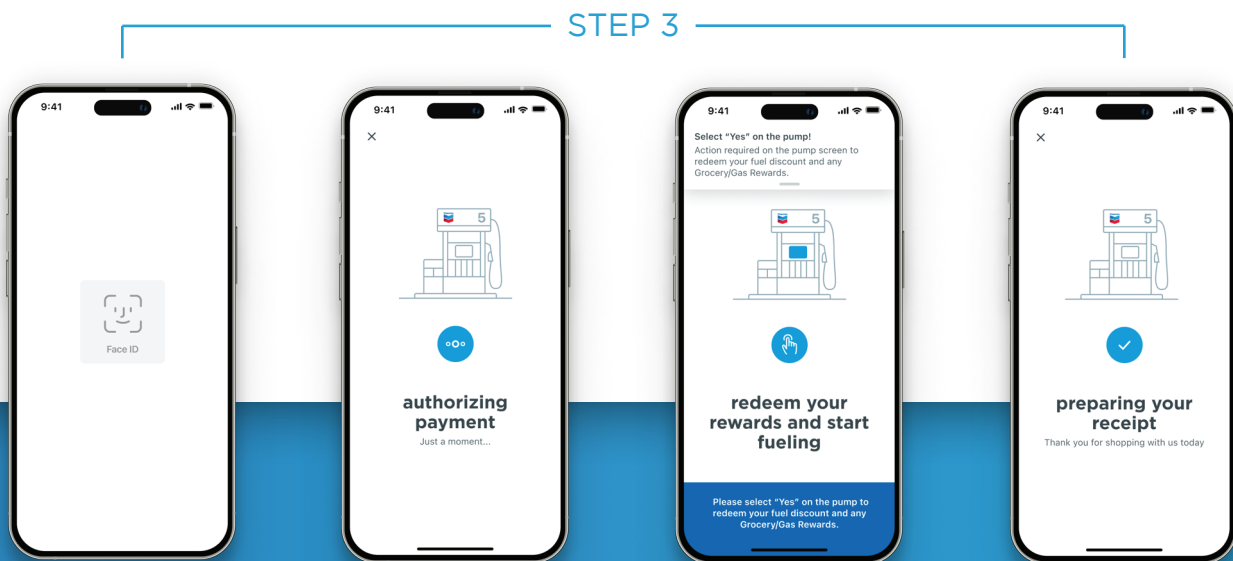 STEP 3
9:41
Face ID
9:41
5
authorizing
payment
Just a moment...
9:41
Select “Yes” on the pump!
Action required on the pump screen to
redeem your fuel discount and any
Grocery/Gas Rewards.
5
redeem your
rewards and start
fueling
Please select “Yes” on the pump to
redeem your fuel discount and any
Grocery/Gas Rewards.
9:41
5
preparing your
receipt
Thank you for shopping with us today